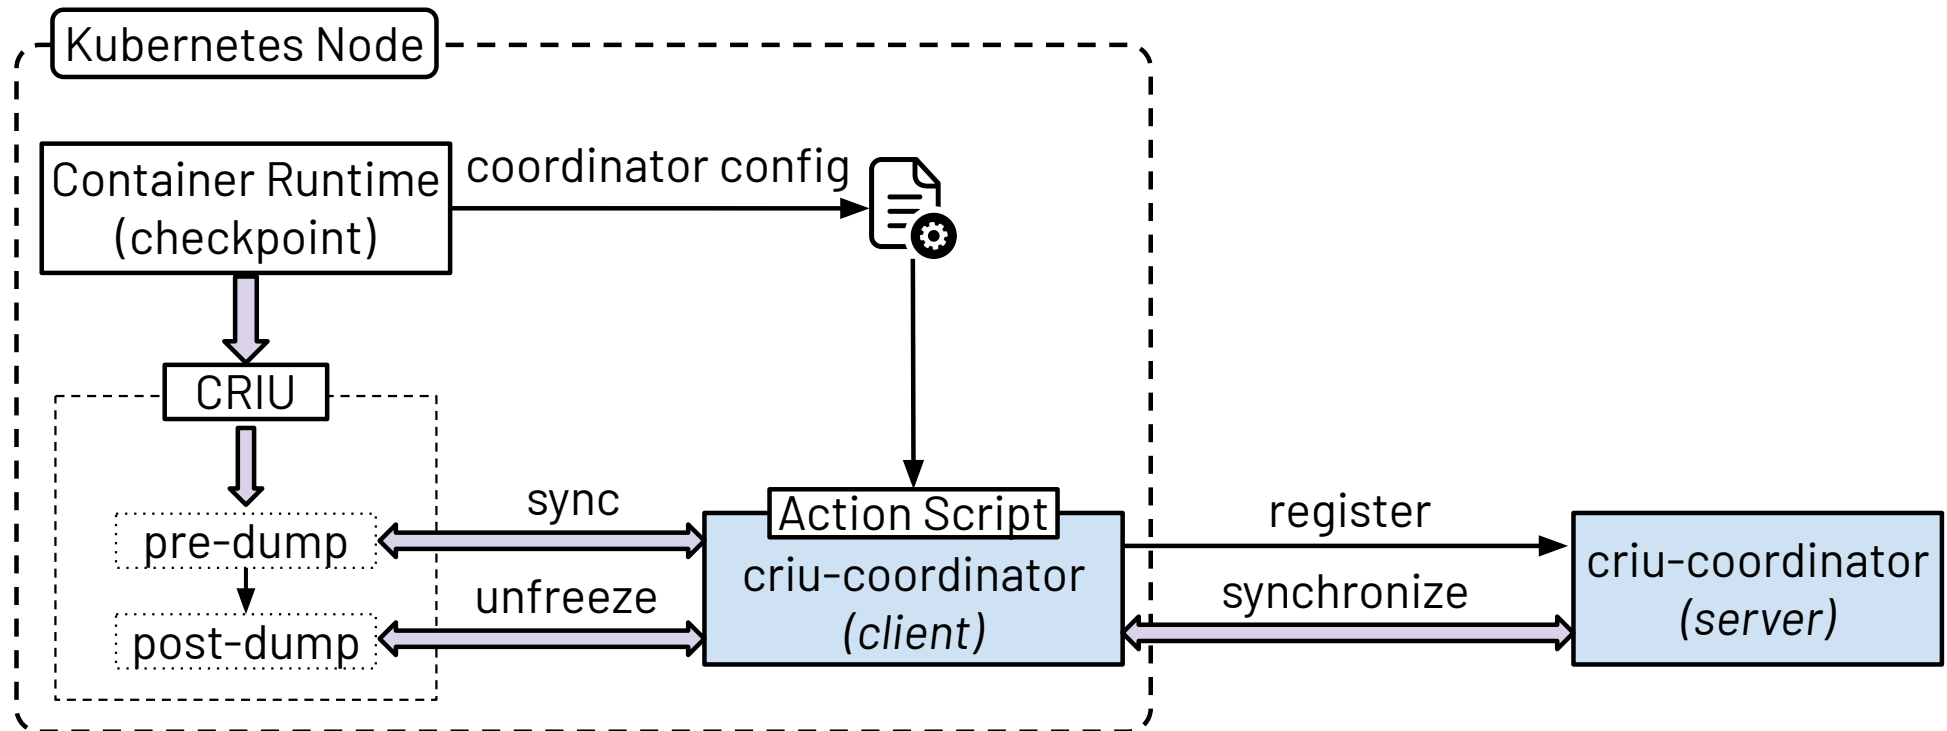 Kubernetes Node
Container Runtime
(checkpoint)
coordinator config
CRIU
pre-dump
post-dump
sync
unfreeze
Action Script
criu-coordinator
(client)
register
synchronize
criu-coordinator
(server)